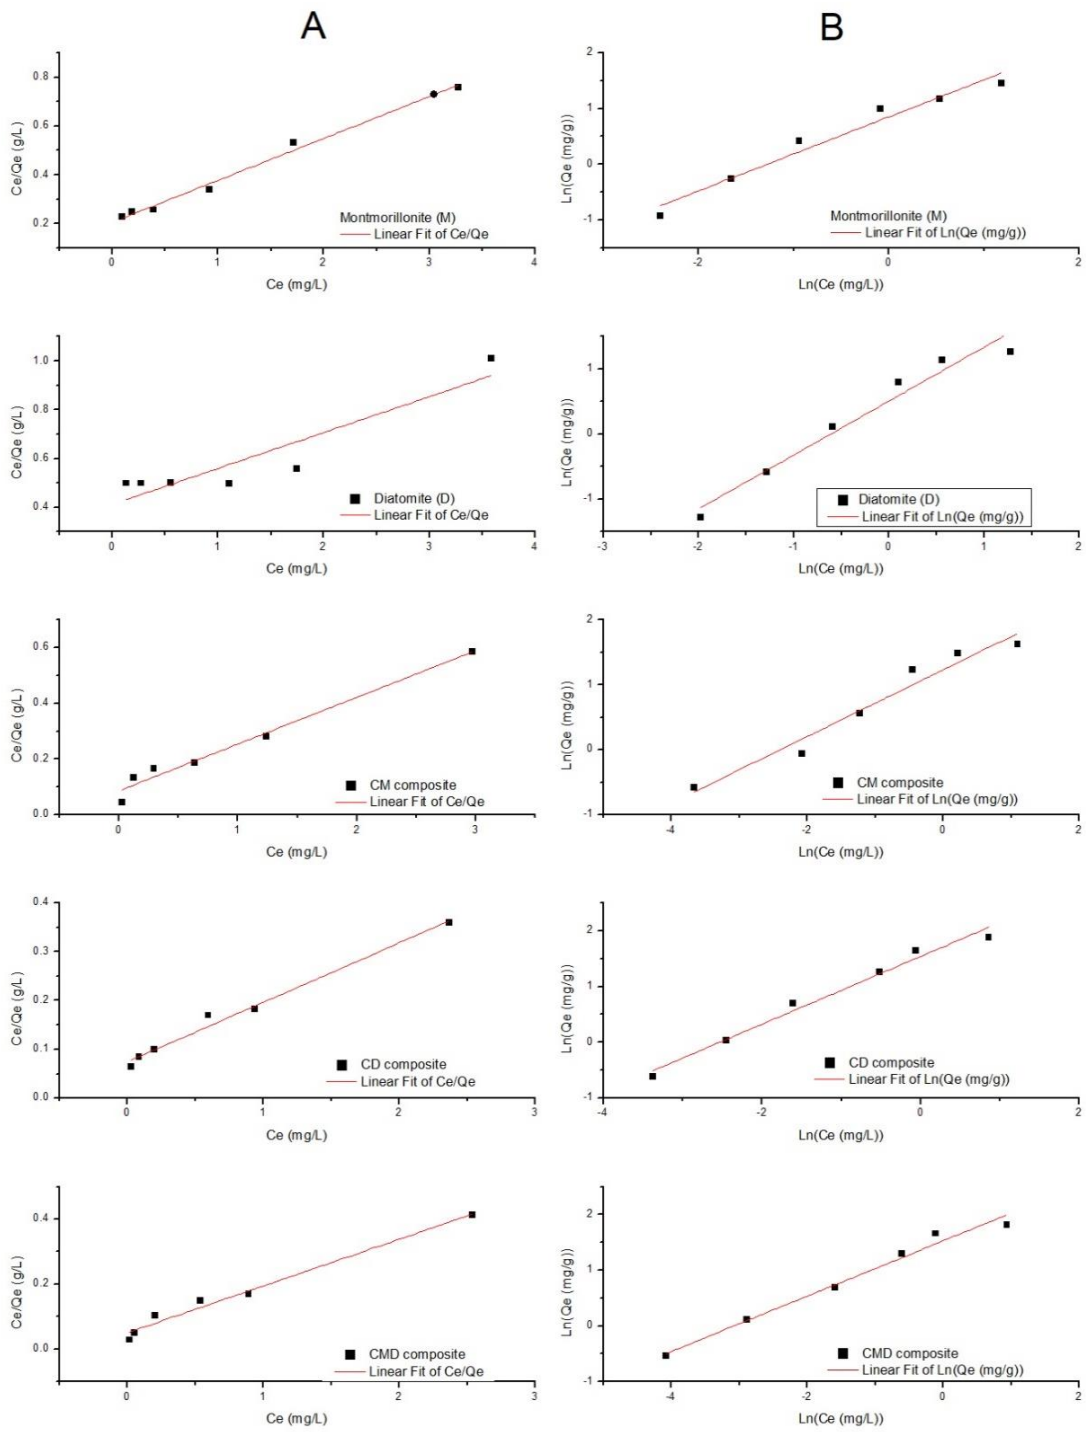 A
B
0.8
0.6
0.4
0.2
Ce/Qe (g/L)
Montmorillonite (M)
Linear Fit of Ce/Qe
0 1 2 3 4
Ce (mg/L)
2
1
0
-1
Ln(Qe (mg/g))
Montmorillonite (M)
Linear Fit of Ln(Qe (mg/g))
-2 0 2
Ln(Ce (mg/L))
1.0
0.8
0.6
0.4
Ce/Qe (g/L)
Diatomite (D)
Linear Fit of Ce/Qe
0 1 2 3 4
Ce (mg/L)
1
0
-1
Ln(Qe (mg/g))
Diatomite (D)
Linear Fit of Ln(Qe (mg/g))
-3 -2 -1 0 1 2
Ln(Ce (mg/L))
0.6
0.4
0.2
0.0
Ce/Qe (g/L)
CM composite
Linear Fit of Ce/Qe
0 1 2 3
Ce (mg/L)
2
1
0
-1
Ln(Qe (mg/g))
CM composite
Linear Fit of Ln(Qe (mg/g))
-4 -2 0 2
Ln(Ce (mg/L))
0.4
0.3
0.2
0.1
0.0
Ce/Qe (g/L)
CD composite
Linear Fit of Ce/Qe
0 1 2 3
Ce (mg/L)
2
1
0
-1
Ln(Qe (mg/g))
CD composite
Linear Fit of Ln(Qe (mg/g))
-4 -2 0 2
Ln(Ce (mg/L))
0.4
0.2
0.0
Ce/Qe (g/L)
CMD composite
Linear Fit of Ce/Qe
0 1 2 3
Ce (mg/L)
2
1
0
-1
Ln(Qe (mg/g))
CMD composite
Linear Fit of Ln(Qe (mg/g))
-4 -2 0 2
Ln(Ce (mg/L))